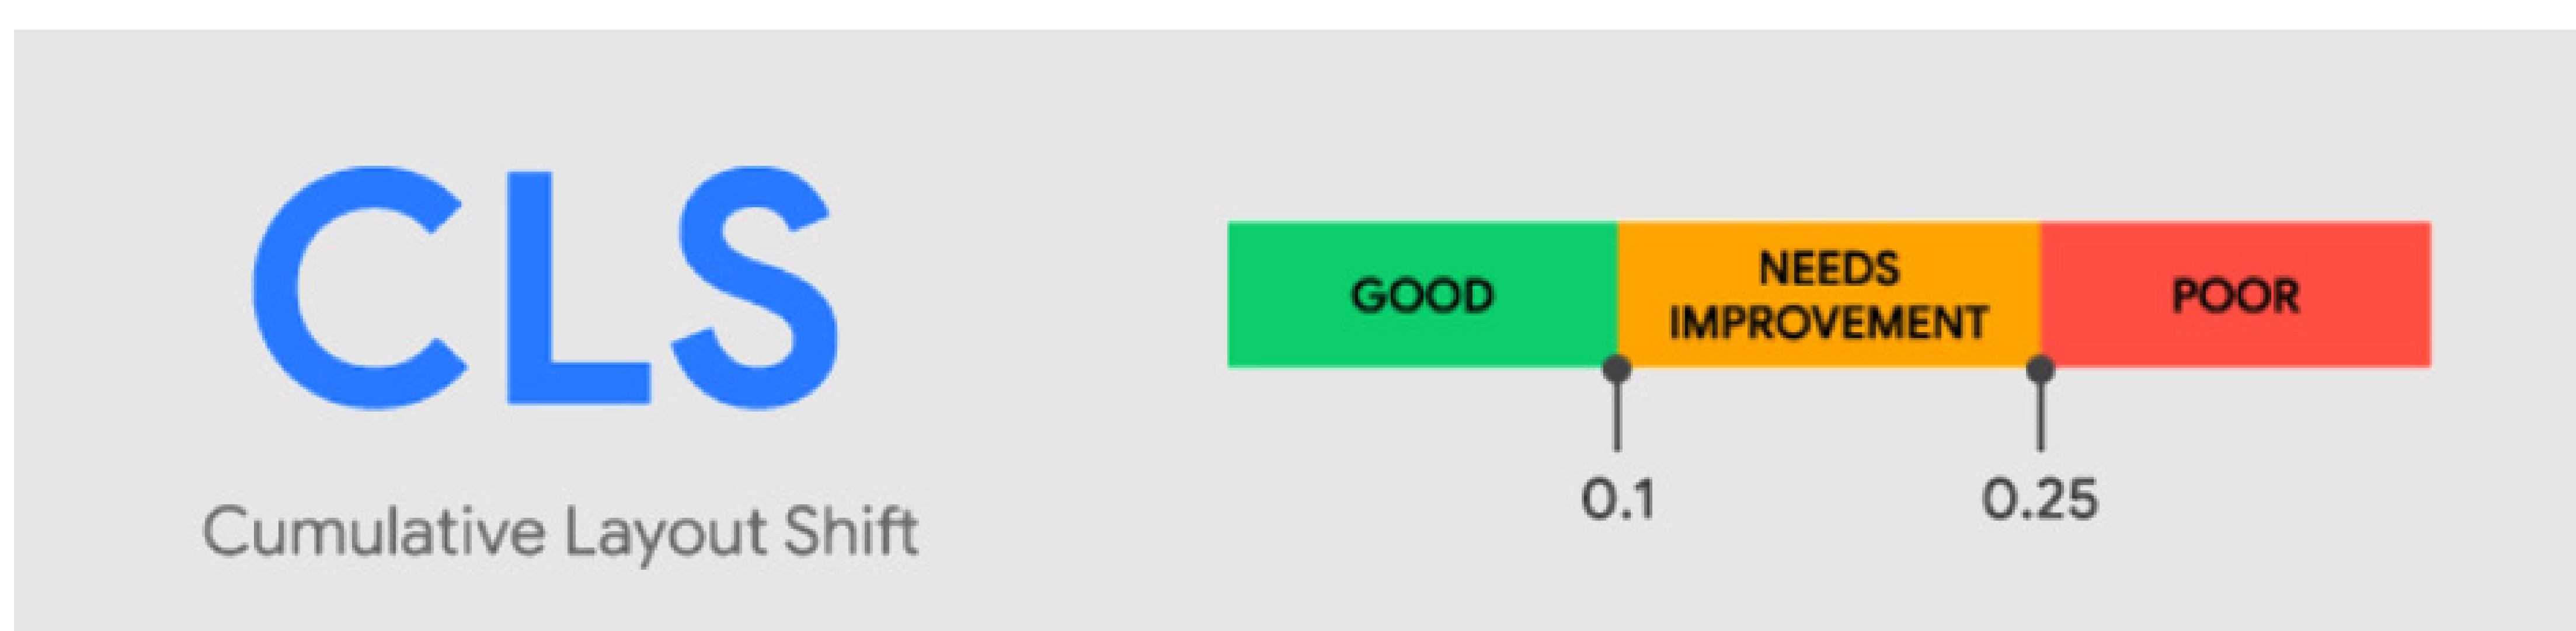 CLS
Cumulative Layout Shift
GOOD
NEEDS
IMPROVEMENT
POOR
0.1
0.25